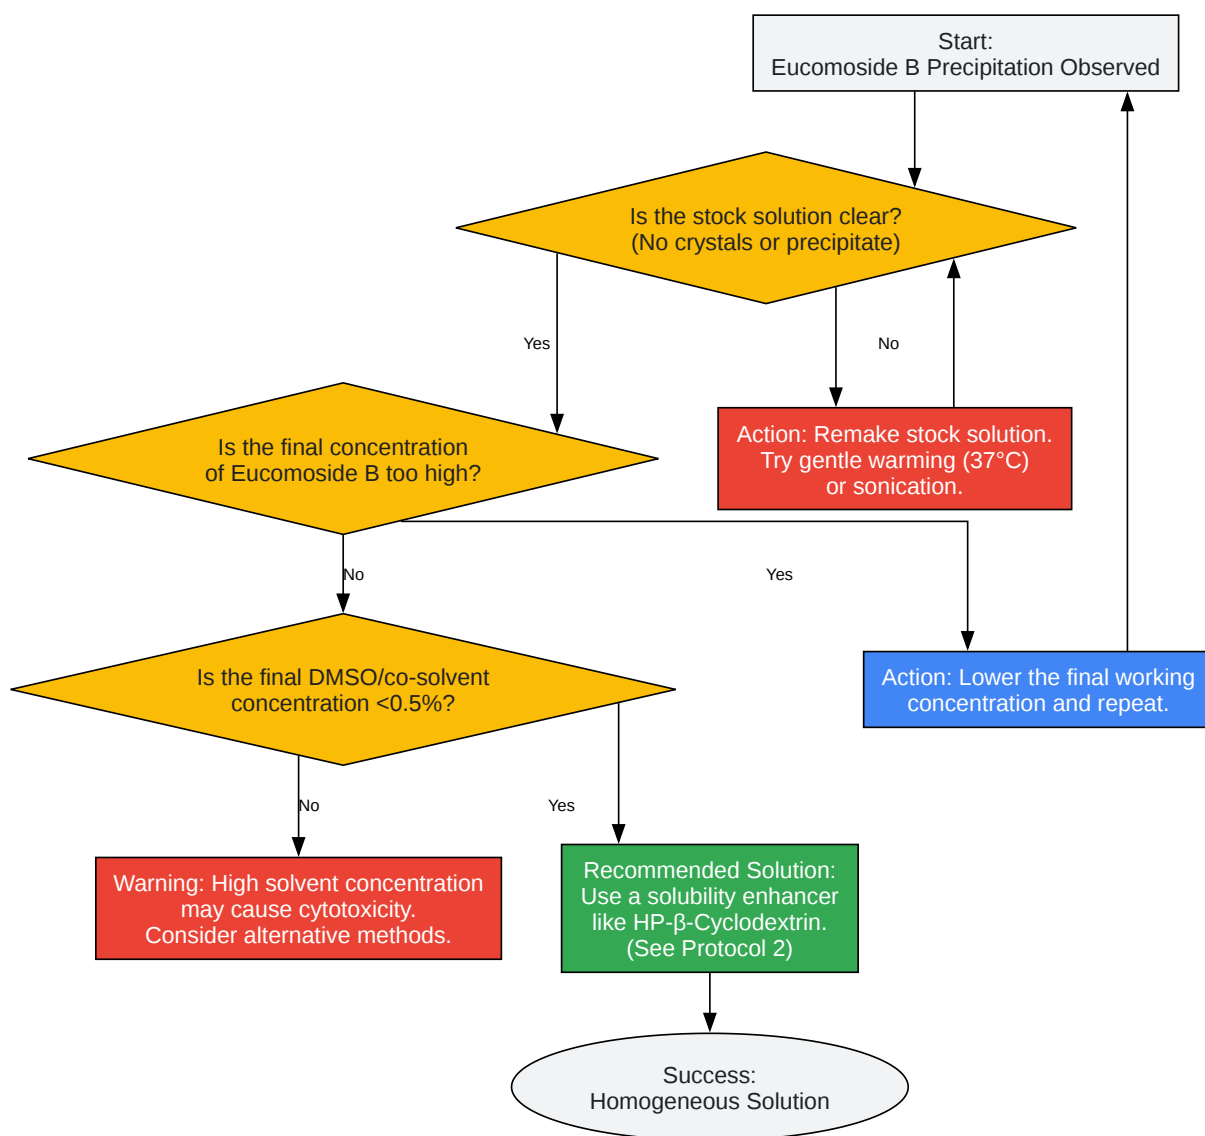 Start:
Eucomoside B Precipitation Observed
Is the stock solution clear?
(No crystals or precipitate)
Yes
No
Is the final concentration
of Eucomoside B too high?
Action: Remake stock solution.
Try gentle warming (37°C)
or sonication.
No
Yes
Is the final DMSO/co-solvent
concentration <0.5%?
Action: Lower the final working
concentration and repeat.
No
Yes
Warning: High solvent concentration
may cause cytotoxicity.
Consider alternative methods.
Recommended Solution:
Use a solubility enhancer
like HP-β-Cyclodextrin.
(See Protocol 2)
Success:
Homogeneous Solution